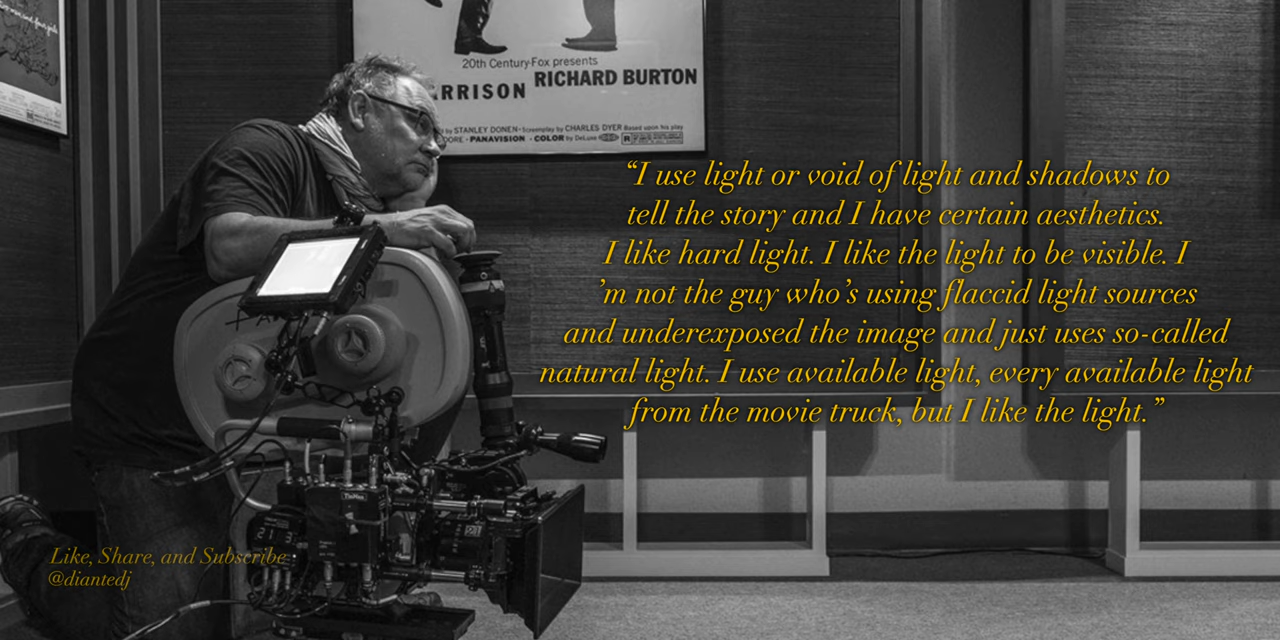 20th Century-Fox presents
RRISON RICHARD BURTON
by STANLEY DONEN • Screenplay by CHARLES DYER Based upon his play
PANAVISION • COLOR by DeLuxe
R
“I use light or void of light and shadows to
tell the story and I have certain aesthetics.
I like hard light. I like the light to be visible. I
’m not the guy who’s using flaccid light sources
and underexposed the image and just uses so-called
natural light. I use available light, every available light
from the movie truck, but I like the light.”
Like, Share, and Subscribe
@diantedj